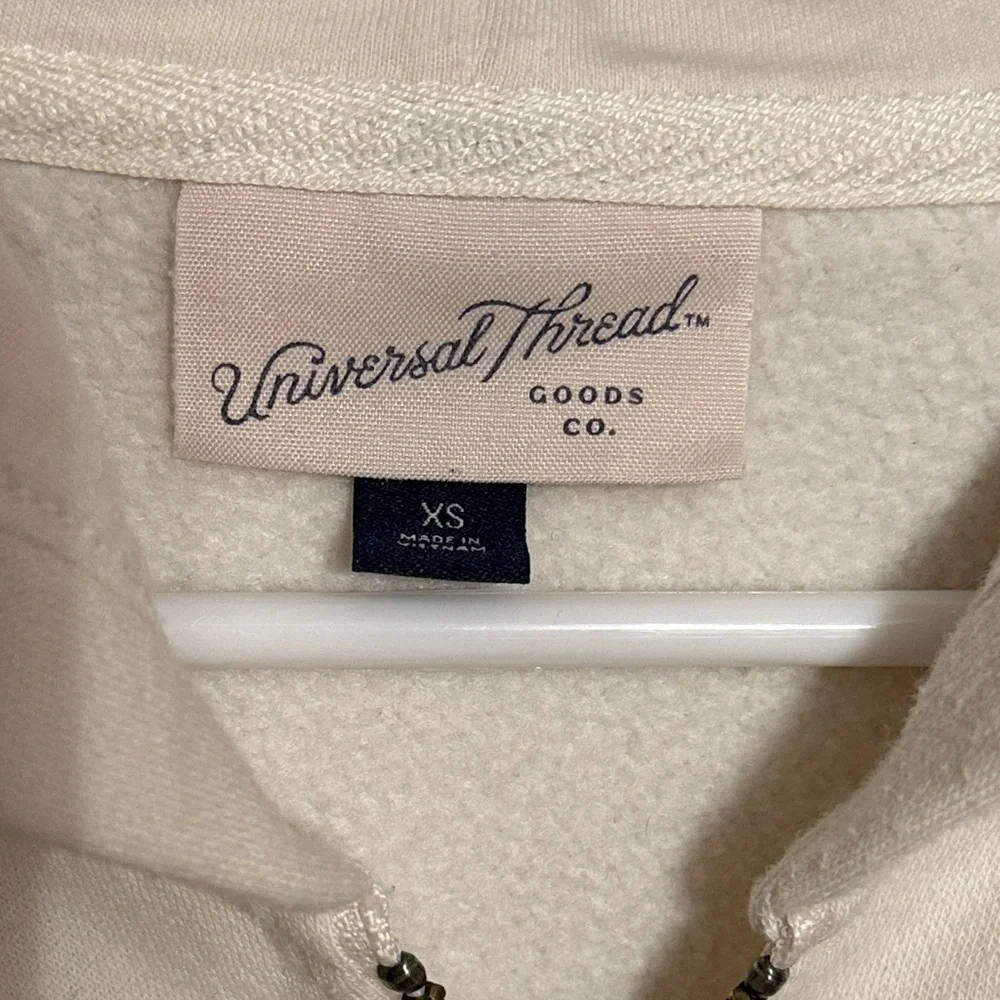 Universal Thread™
GOODS
CO.
XS
MADE IN
VIETNAM